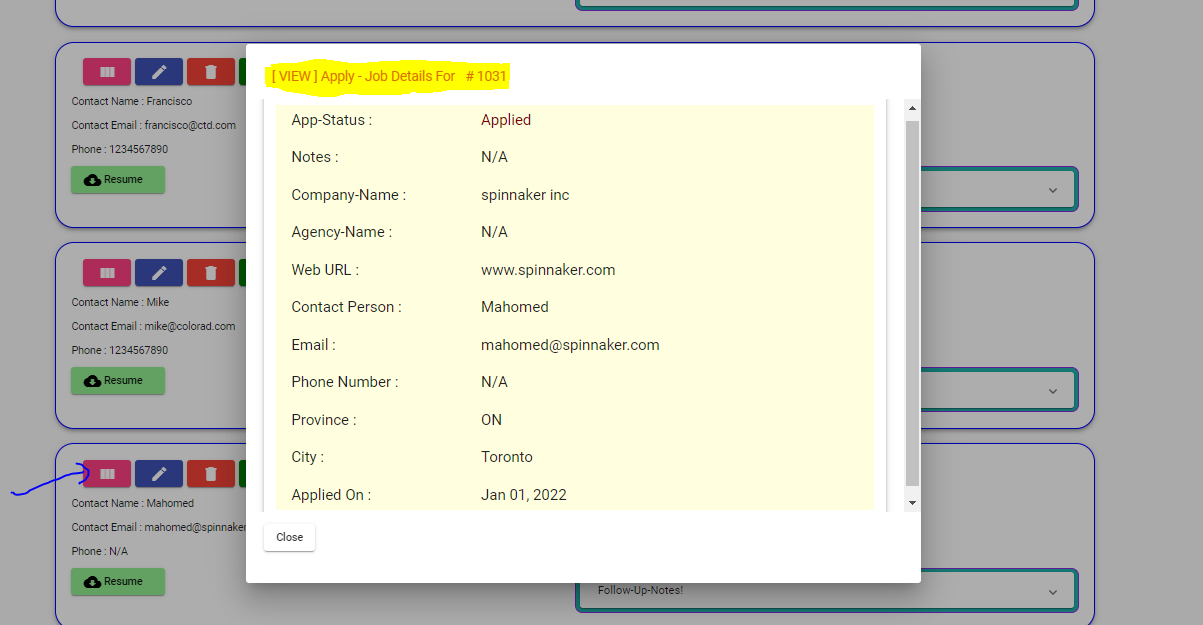 Contact Name : Francisco
Contact Email : francisco@ctd.com
Phone : 1234567890
Resume
Contact Name : Mike
Contact Email : mike@colorad.com
Phone : 1234567890
Resume
Contact Name : Mahomed
Contact Email : mahomed@spinnaker
Phone : N/A
Resume
[ VIEW ] Apply - Job Details For # 1031
App-Status : Applied
Notes : N/A
Company-Name : spinnaker inc
Agency-Name : N/A
Web URL : www.spinnaker.com
Contact Person : Mahomed
Email : mahomed@spinnaker.com
Phone Number : N/A
Province : ON
City : Toronto
Applied On : Jan 01, 2022
Close
Follow-Up-Notes!